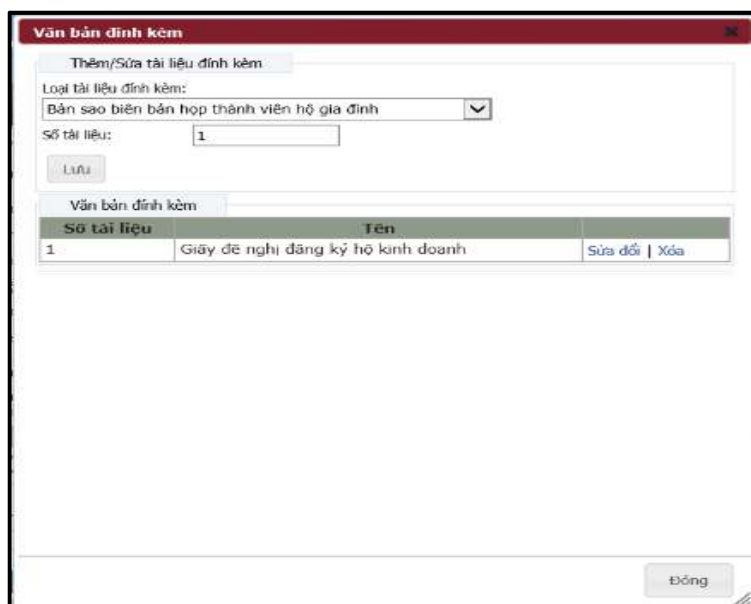 Văn bản đính kèm
Thêm/Sửa tài liệu đính kèm
Loại tài liệu đính kèm:
Bản sao biên bản họp thành viên hộ gia đình
Số tài liệu: 1
Lưu
Văn bản đính kèm
Số tài liệu Tên
1 Giấy đề nghị đăng ký hộ kinh doanh Sửa đổi | Xóa
Đóng